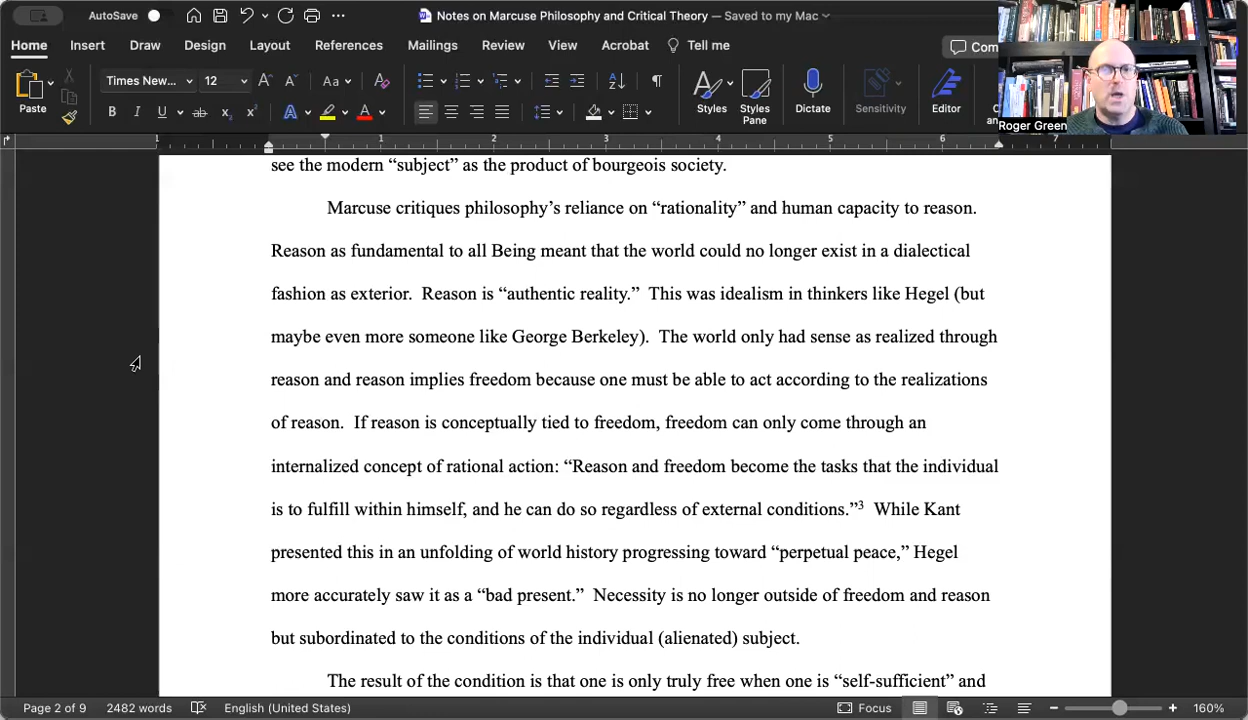 AutoSave
Notes on Marcuse Philosophy and Critical Theory — Saved to my Mac
Home Insert Draw Design Layout References Mailings Review View Acrobat Tell me
Paste
Times New... 12
Styles
Styles Pane
Dictate
Sensitivity
Editor
Roger Green
1 1 2 3 4 5 6 7
see the modern “subject” as the product of bourgeois society.
Marcuse critiques philosophy’s reliance on “rationality” and human capacity to reason.
Reason as fundamental to all Being meant that the world could no longer exist in a dialectical
fashion as exterior.  Reason is “authentic reality.”  This was idealism in thinkers like Hegel (but
maybe even more someone like George Berkeley).  The world only had sense as realized through
reason and reason implies freedom because one must be able to act according to the realizations
of reason.  If reason is conceptually tied to freedom, freedom can only come through an
internalized concept of rational action: “Reason and freedom become the tasks that the individual
is to fulfill within himself, and he can do so regardless of external conditions.”³  While Kant
presented this in an unfolding of world history progressing toward “perpetual peace,” Hegel
more accurately saw it as a “bad present.”  Necessity is no longer outside of freedom and reason
but subordinated to the conditions of the individual (alienated) subject.
The result of the condition is that one is only truly free when one is “self-sufficient” and
Page 2 of 9 2482 words English (United States) Focus 160%